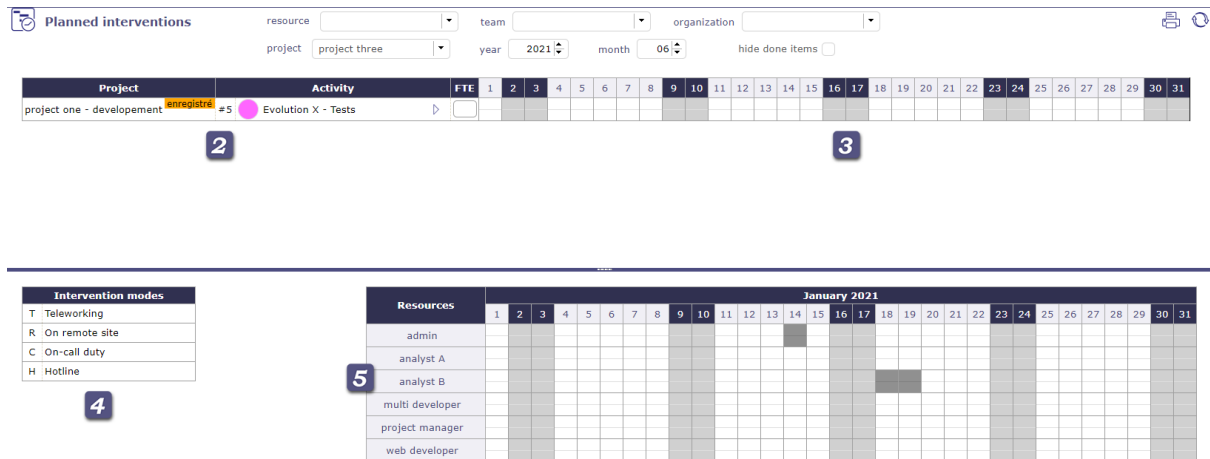 Planned interventions resource team organization
project project three year 2021 month 06 hide done items
Project Activity FTE 1 2 3 4 5 6 7 8 9 10 11 12 13 14 15 16 17 18 19 20 21 22 23 24 25 26 27 28 29 30 31
project one - developement enregistré #5 Evolution X - Tests
2 3
Intervention modes
T Teleworking
R On remote site
C On-call duty
H Hotline
4
Resources January 2021
1 2 3 4 5 6 7 8 9 10 11 12 13 14 15 16 17 18 19 20 21 22 23 24 25 26 27 28 29 30 31
admin
analyst A
5 analyst B
multi developer
project manager
web developer